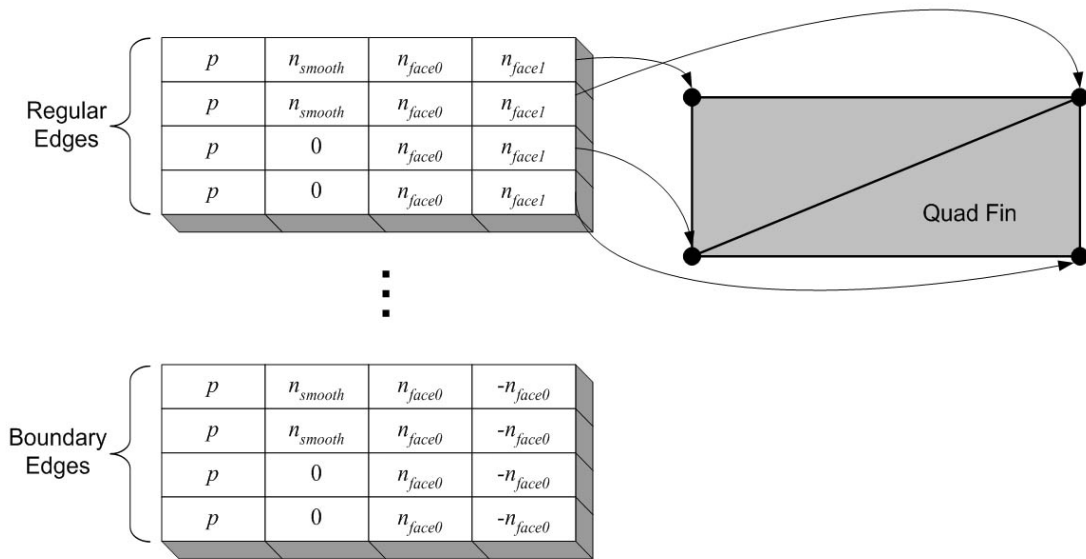 Regular
Edges
p n_smooth n_face0 n_face1
p n_smooth n_face0 n_face1
p 0 n_face0 n_face1
p 0 n_face0 n_face1
Quad Fin
Boundary
Edges
p n_smooth n_face0 -n_face0
p n_smooth n_face0 -n_face0
p 0 n_face0 -n_face0
p 0 n_face0 -n_face0